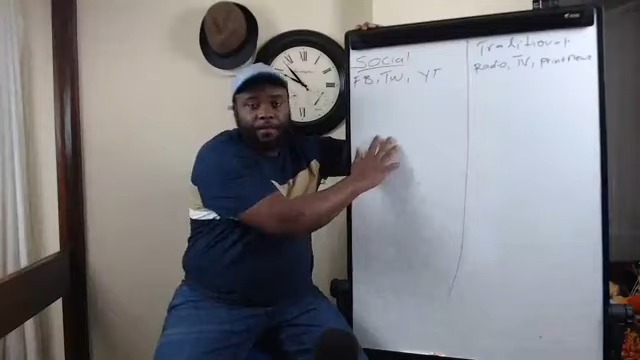 Social
FB, TW, YT
Traditional
Radio, TV, print news